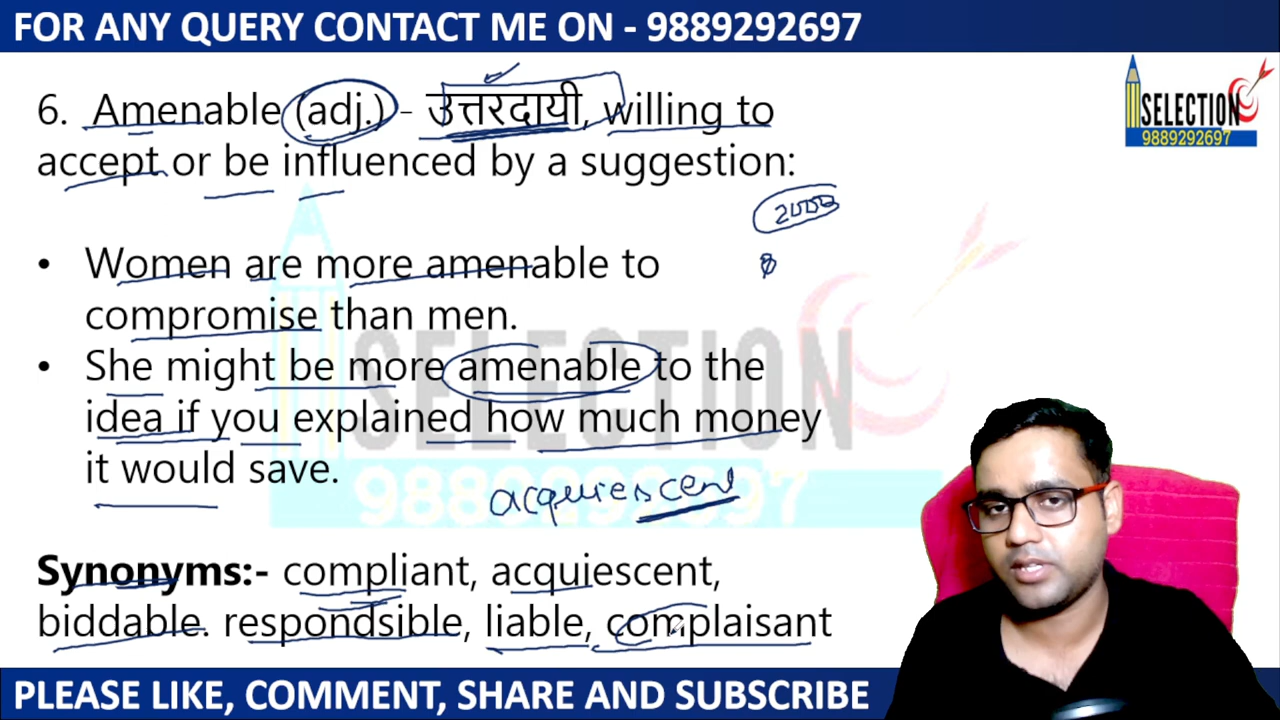 FOR ANY QUERY CONTACT ME ON - 9889292697
SELECTION
9889292697
6. Amenable (adj.) - उत्तरदायी, willing to
accept or be influenced by a suggestion:
• Women are more amenable to
compromise than men.
• She might be more amenable to the
idea if you explained how much money
it would save.
SELECTION
9889292697
Synonyms:- compliant, acquiescent,
biddable. respondsible, liable, complaisant
PLEASE LIKE, COMMENT, SHARE AND SUBSCRIBE